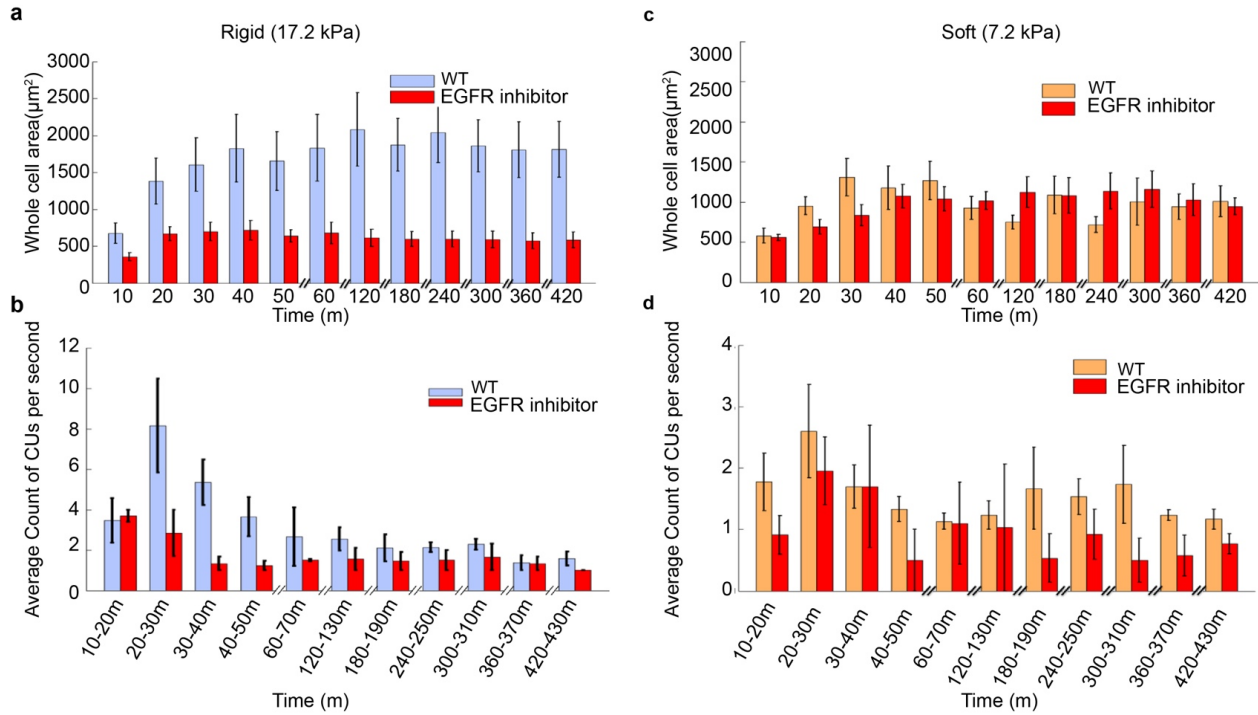 a
Rigid (17.2 kPa)
Whole cell area(µm²)
3000
2500
2000
1500
1000
500
0
WT
EGFR inhibitor
10 20 30 40 50 60 120 180 240 300 360 420
Time (m)
b
Average Count of CUs per second
12
10
8
6
4
2
0
WT
EGFR inhibitor
10-20m 20-30m 30-40m 40-50m 60-70m 120-130m 180-190m 240-250m 300-310m 360-370m 420-430m
Time (m)
c
Soft (7.2 kPa)
Whole cell area(µm²)
3000
2500
2000
1500
1000
500
0
WT
EGFR inhibitor
10 20 30 40 50 60 120 180 240 300 360 420
Time (m)
d
Average Count of CUs per second
4
3
2
1
0
WT
EGFR inhibitor
10-20m 20-30m 30-40m 40-50m 60-70m 120-130m 180-190m 240-250m 300-310m 360-370m 420-430m
Time (m)